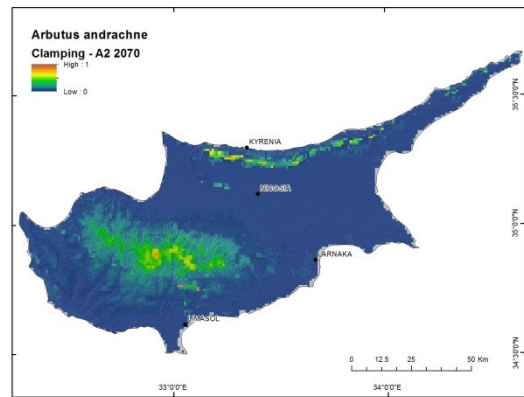 Arbutus andrachne
Clamping - A2 2070
High : 1
Low : 0
KYRENIA
NICOSIA
LARNAKA
LIMASOL
35°30'0"N
35°0'0"N
34°30'0"N
0 12.5 25 50 Km
33°0'0"E
34°0'0"E